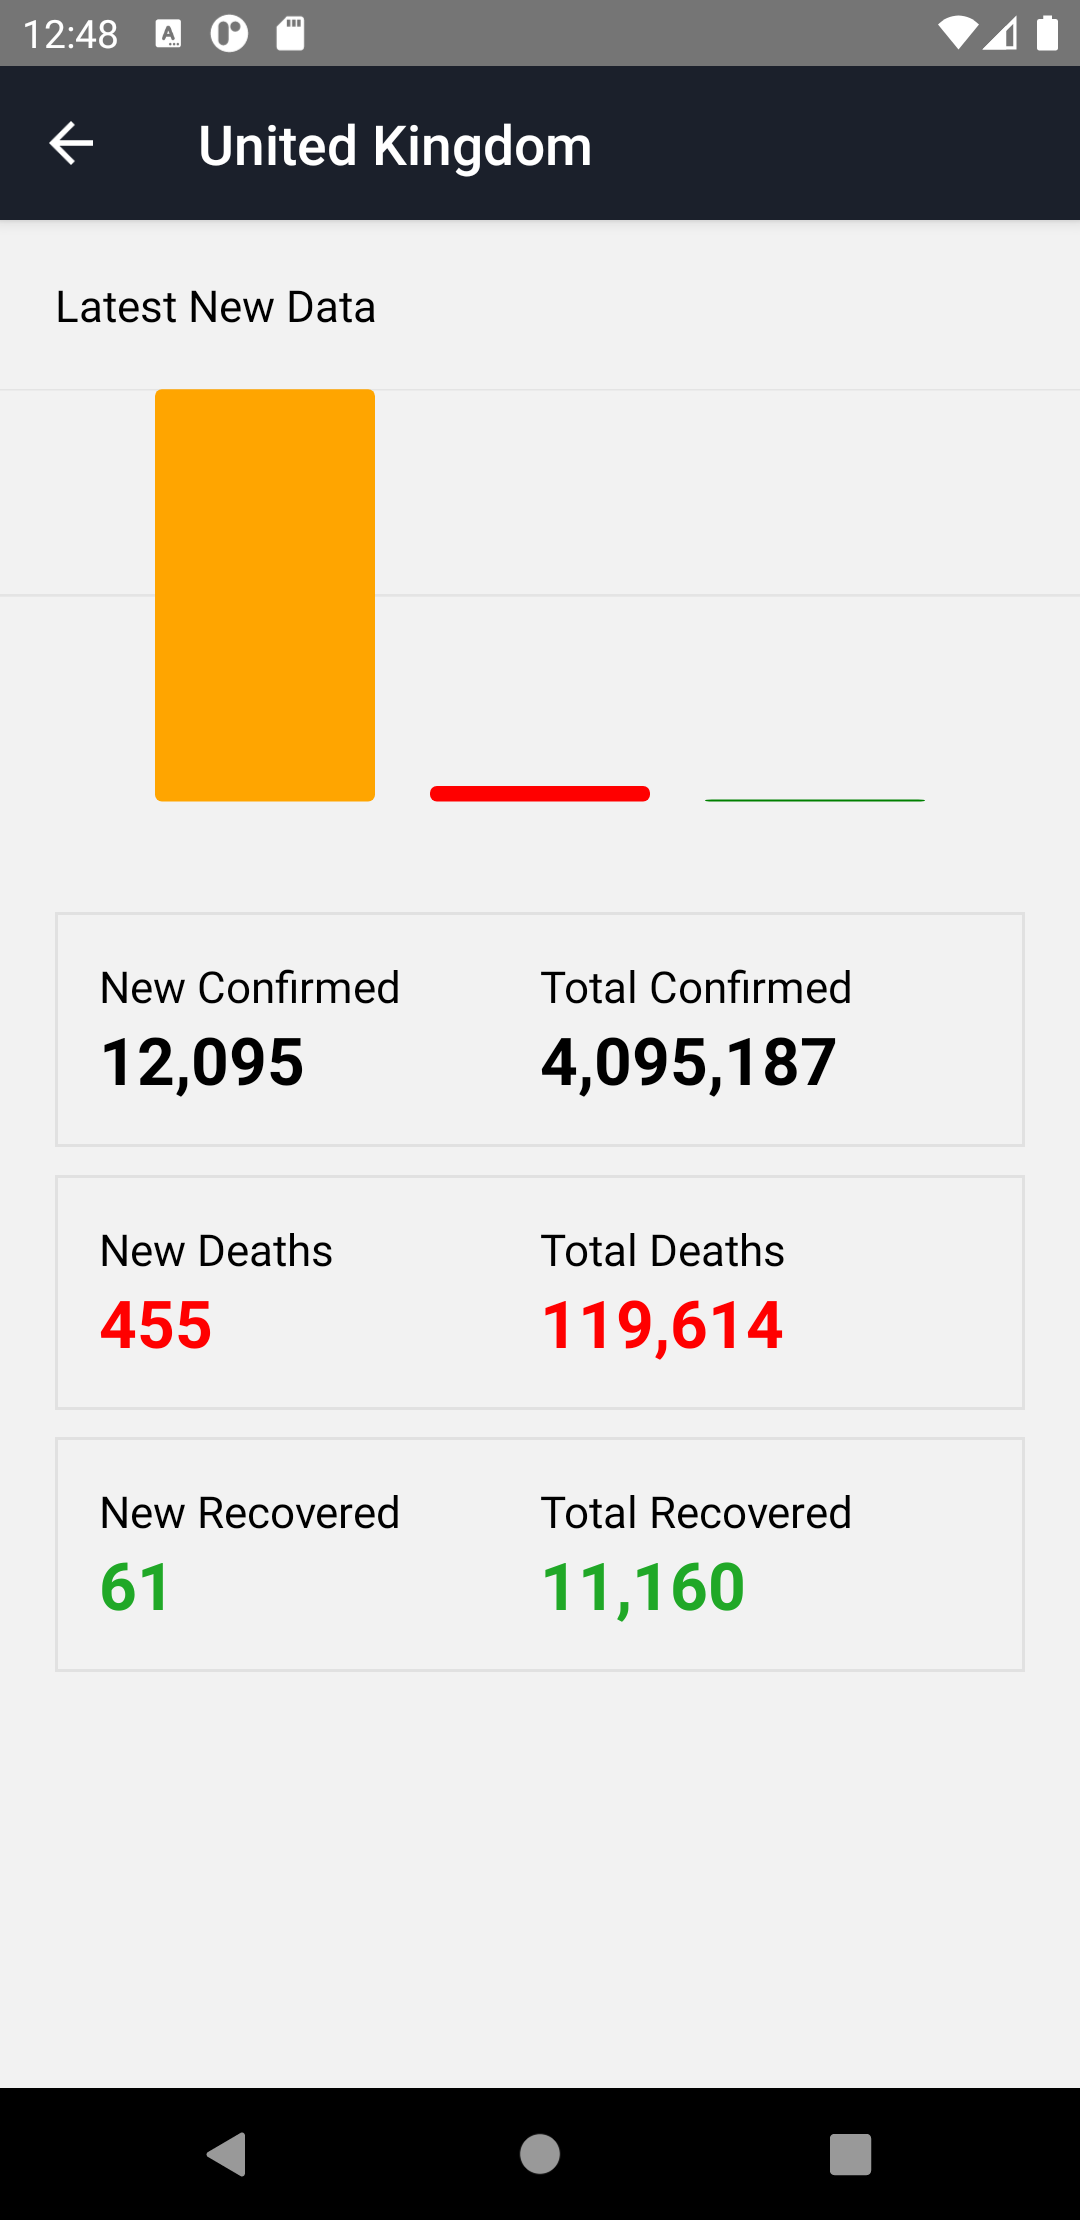 12:48
United Kingdom
Latest New Data
New Confirmed Total Confirmed
12,095 4,095,187
New Deaths Total Deaths
455 119,614
New Recovered Total Recovered
61 11,160